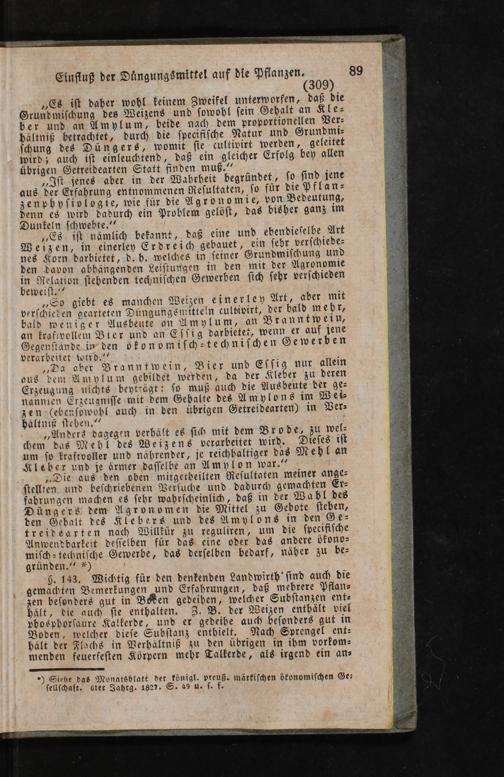 Einfluß der Düngungsmittel auf die Pflanzen. 89
(309)
„Es ist daher wohl keinem Zweifel unterworfen, daß die
Grundmischung des Weizens und sowohl sein Gehalt an Kle-
ber und an Amylum, beide nach dem proportionellen Ver-
hältniß betrachtet, durch die specifische Natur und Grundmi-
schung des Düngers, womit sie cultivirt werden, geleitet
wird; auch ist einleuchtend, daß ein gleicher Erfolg bey allen
übrigen Getreidearten Statt finden muß.“
„Ist jenes aber in der Wahrheit begründet, so sind jene
aus der Erfahrung entnommenen Resultaten, so für die Pflan-
zenphysiologie, wie für die Agronomie, von Bedeutung,
denn es wird dadurch ein Problem gelöst, das bisher ganz im
Dunkeln schwebte.“
„Es ist nämlich bekannt, daß eine und ebendieselbe Art
Weizen, in einerley Erdreich gebauet, ein sehr verschiede-
nes Korn darbietet, d. h. welches in seiner Grundmischung und
den davon abhängenden Leistungen in den mit der Agronomie
in Relation stehenden technischen Gewerben sich sehr verschieden
beweist.“
„So giebt es manchen Weizen einerley Art, aber mit
verschieden gearteten Düngungsmitteln cultivirt, der bald mehr,
bald weniger Ausbeute an Amylum, an Branntwein,
an kraftvollem Bier und an Essig darbietet, wenn er auf jene
Gegenstände in den ökonomisch-technischen Gewerben
verarbeitet wird.“
„Da aber Branntwein, Bier und Essig nur allein
aus dem Amylum gebildet werden, da der Kleber zu deren
Erzeugung nichts beyträgt: so muß auch die Ausbeute der ge-
nannten Erzeugnisse mit dem Gehalte des Amylons im Wei-
zen (ebensowohl auch in den übrigen Getreidearten) in Ver-
hältniß stehen.“
„Anders dagegen verhält es sich mit dem Brode, zu wel-
chem das Mehl des Weizens verarbeitet wird. Dieses ist
um so kraftvoller und nährender, je reichhaltiger das Mehl an
Kleber und je ärmer dasselbe an Amylon war.“
„Die aus den oben mitgetheilten Resultaten meiner ange-
stellten und beschriebenen Versuche und dadurch gemachten Er-
fahrungen machen es sehr wahrscheinlich, daß in der Wahl des
Düngers dem Agronomen die Mittel zu Gebote stehen,
den Gehalt des Klebers und des Amylons in den Ge-
treidearten nach Willkür zu reguliren, um die specifische
Anwendbarkeit desselben für das eine oder das andere ökono-
misch-technische Gewerbe, das derselben bedarf, näher zu be-
gründen.“ *)
§. 143. Wichtig für den denkenden Landwirth sind auch die
gemachten Bemerkungen und Erfahrungen, daß mehrere Pflan-
zen besonders gut in Boden gedeihen, welcher Substanzen ent-
hält, die auch sie enthalten. Z. B. der Weizen enthält viel
phosphorsaure Kalkerde, und er gedeihe auch besonders gut in
Boden, welcher diese Substanz enthielt. Nach Sprengel ent-
hält der Flachs in Verhältniß zu den übrigen in ihm vorkom-
menden feuerfesten Körpern mehr Talkerde, als irgend ein an-
*) Siehe das Monatsblatt der königl. preuß. märkischen ökonomischen Ge-
sellschaft. 6ter Jahrg. 1827. S. 49 u. f. f.